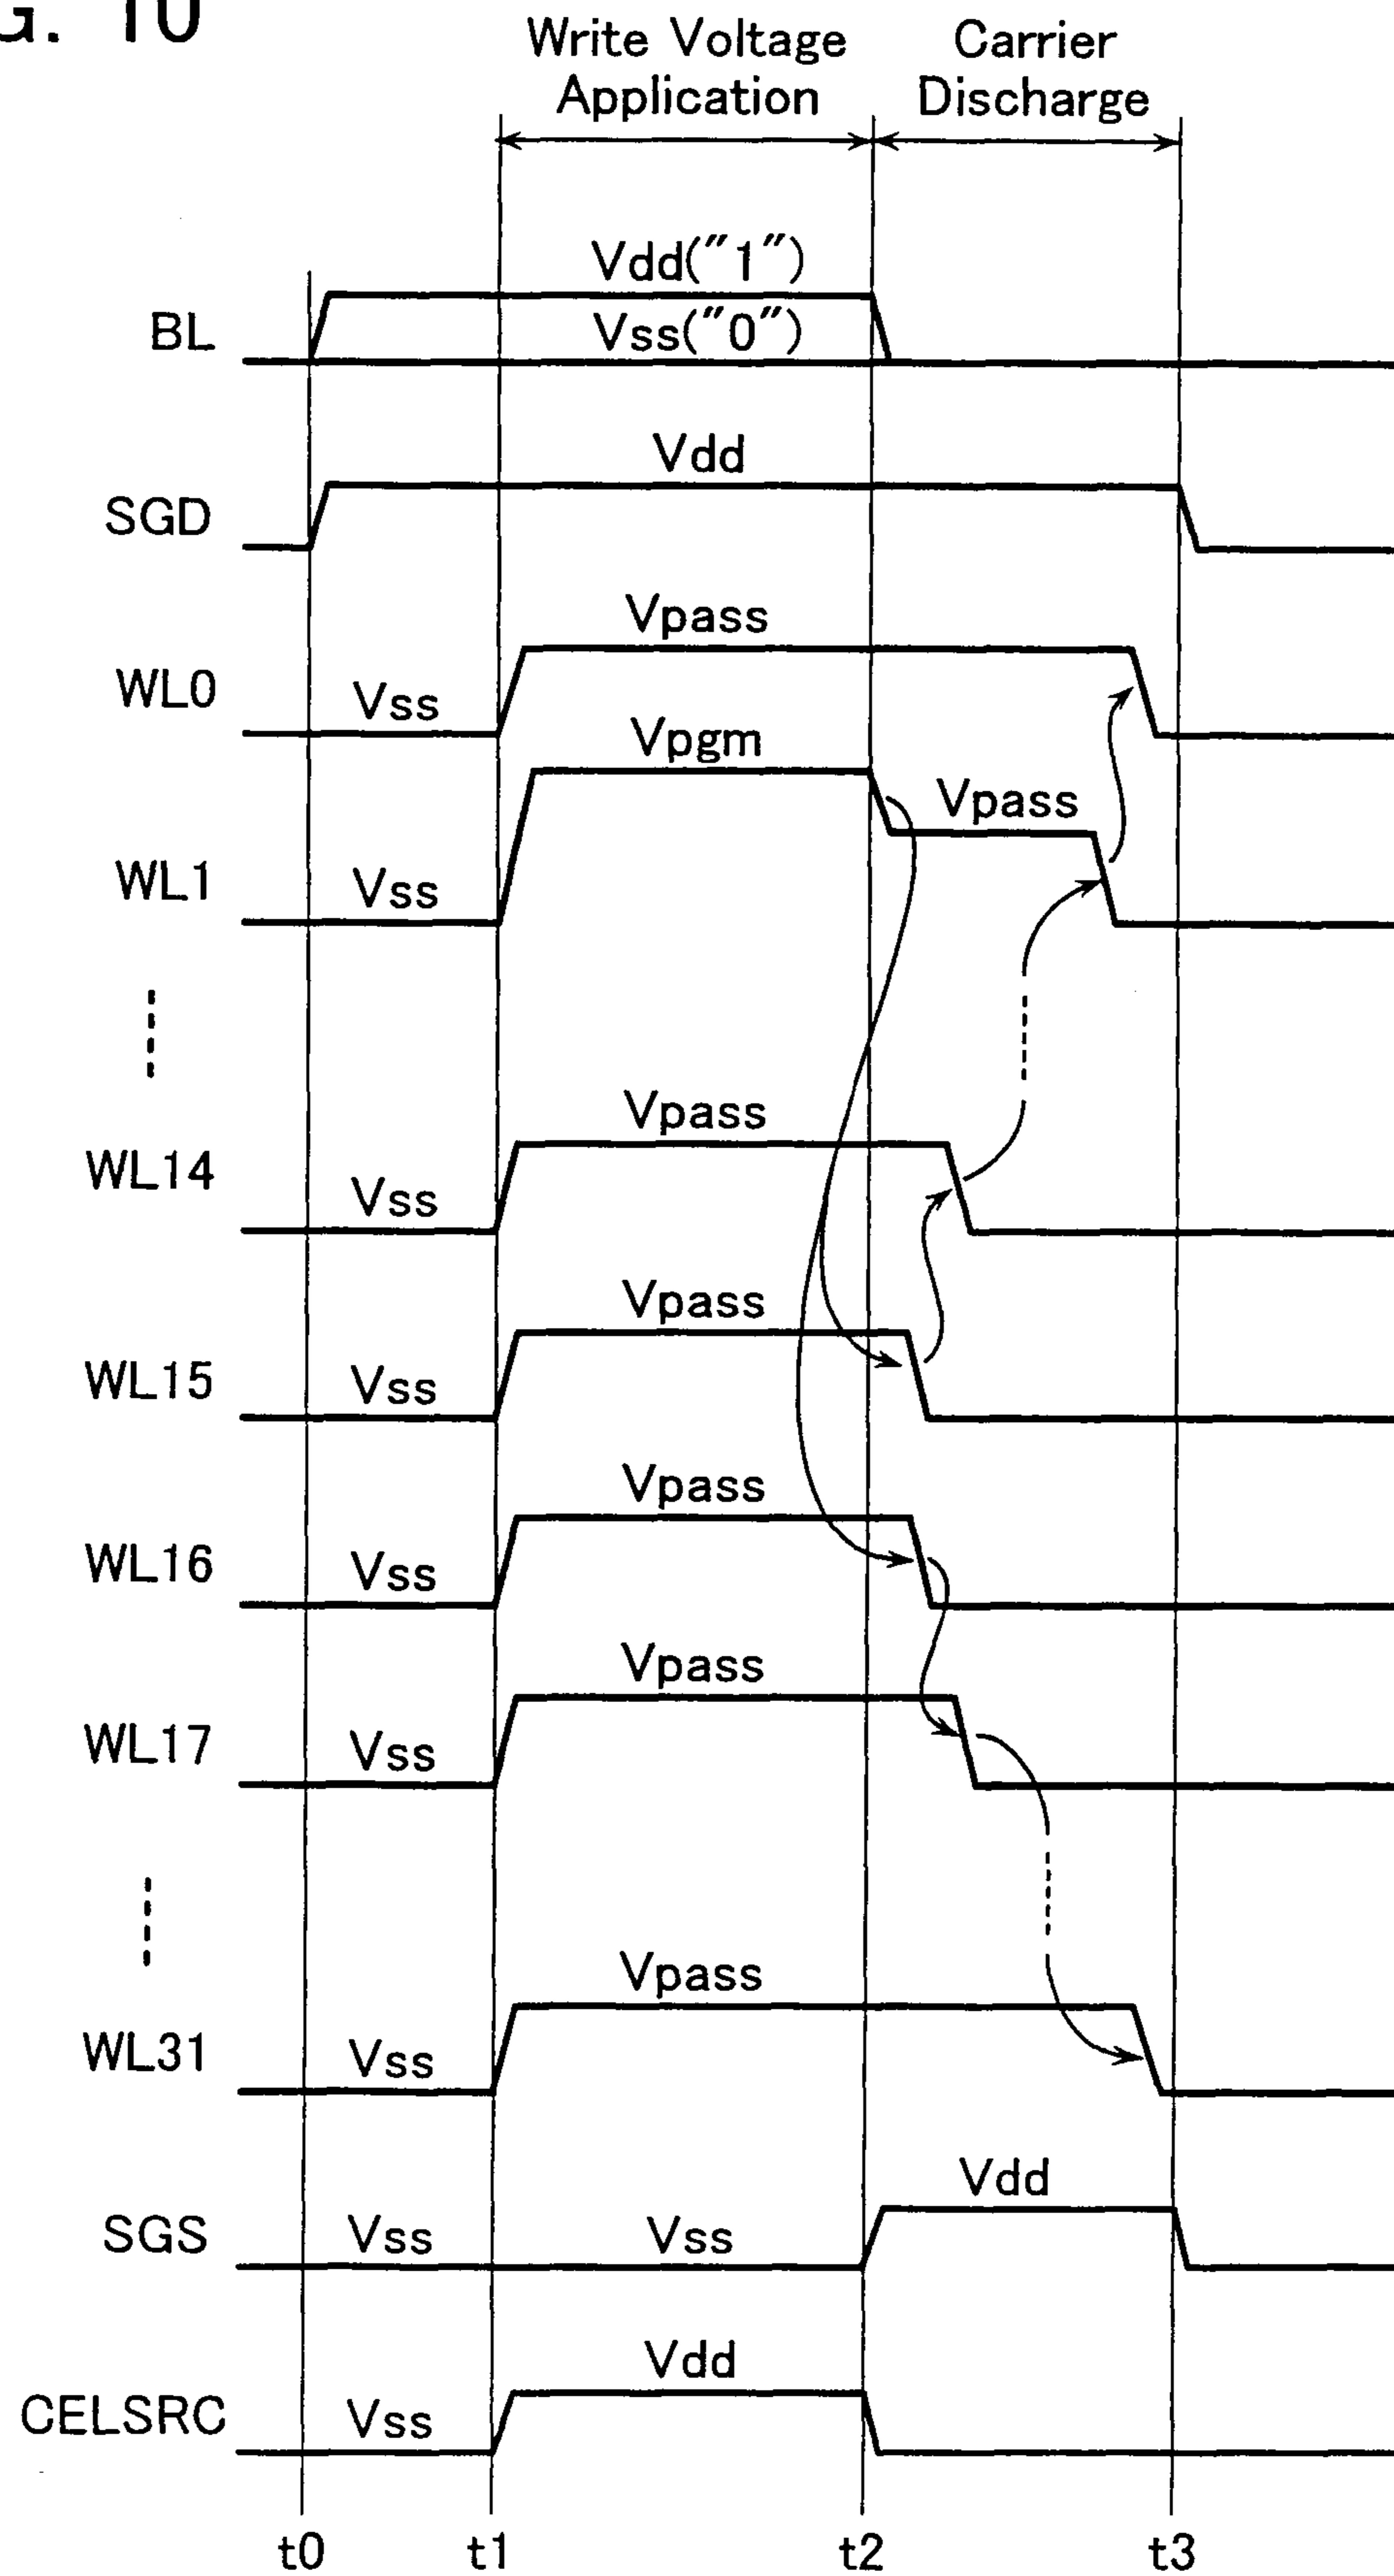 G. 10
Write Voltage
Application
Carrier
Discharge
BL
Vdd("1")
Vss("0")
SGD
Vdd
WL0
Vss
Vpass
WL1
Vss
Vpgm
Vpass
WL14
Vss
Vpass
WL15
Vss
Vpass
WL16
Vss
Vpass
WL17
Vss
Vpass
WL31
Vss
Vpass
SGS
Vss
Vss
Vdd
CELSRC
Vss
Vdd
t0 t1 t2 t3